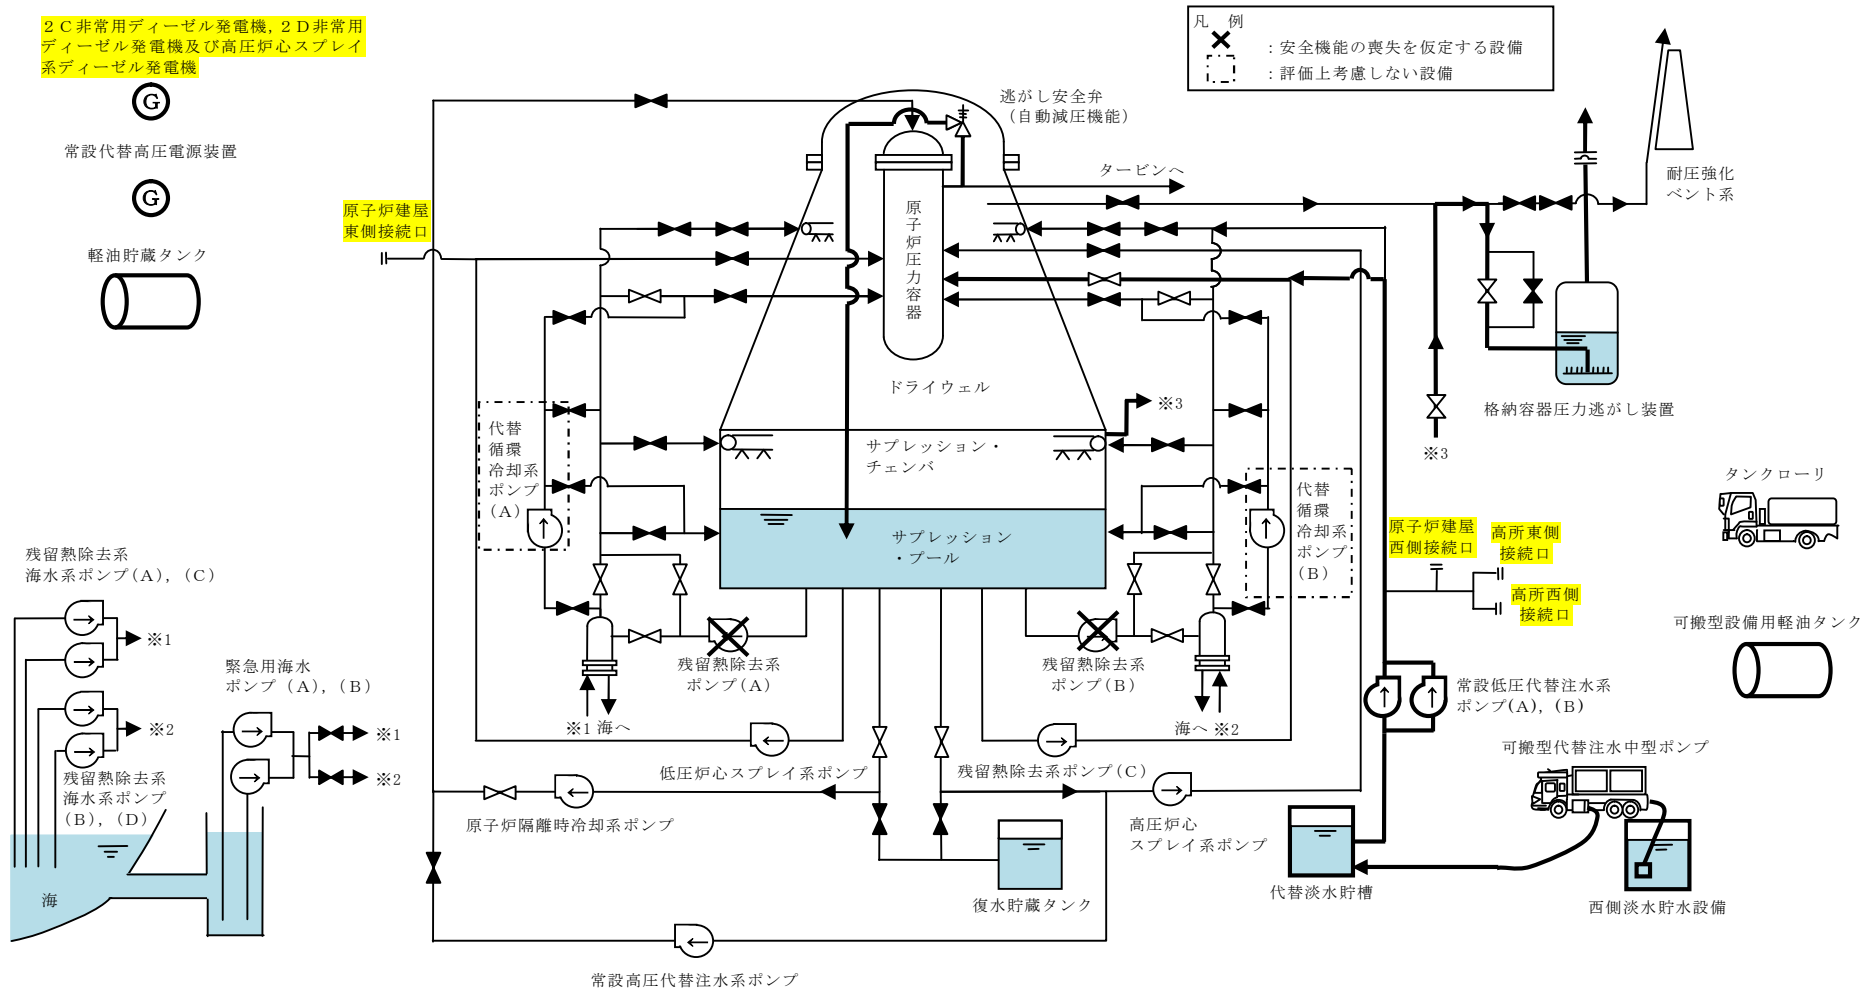 ２Ｃ非常用ディーゼル発電機，２Ｄ非常用
ディーゼル発電機及び高圧炉心スプレイ
系ディーゼル発電機
G
常設代替高圧電源装置
G
軽油貯蔵タンク
原子炉建屋
東側接続口
凡　例
：安全機能の喪失を仮定する設備
：評価上考慮しない設備
逃がし安全弁
（自動減圧機能）
タービンへ
耐圧強化
ベント系
原子炉圧力容器
ドライウェル
※3
格納容器圧力逃がし装置
※3
代替
循環
冷却系
ポンプ
（A）
サプレッション・
チェンバ
サプレッション
・プール
代替
循環
冷却系
ポンプ
（B）
タンクローリ
原子炉建屋
西側接続口
高所東側
接続口
高所西側
接続口
可搬型設備用軽油タンク
残留熱除去系
海水系ポンプ(A)，(C)
※1
※2
残留熱除去系
海水系ポンプ
(B)，(D)
海
緊急用海水
ポンプ（A)，(B)
※1
※2
残留熱除去系
ポンプ(A)
※1 海へ
残留熱除去系
ポンプ(B)
海へ ※2
常設低圧代替注水系
ポンプ(A)，(B)
低圧炉心スプレイ系ポンプ
残留熱除去系ポンプ(C)
可搬型代替注水中型ポンプ
原子炉隔離時冷却系ポンプ
高圧炉心
スプレイ系ポンプ
復水貯蔵タンク
代替淡水貯槽
西側淡水貯水設備
常設高圧代替注水系ポンプ